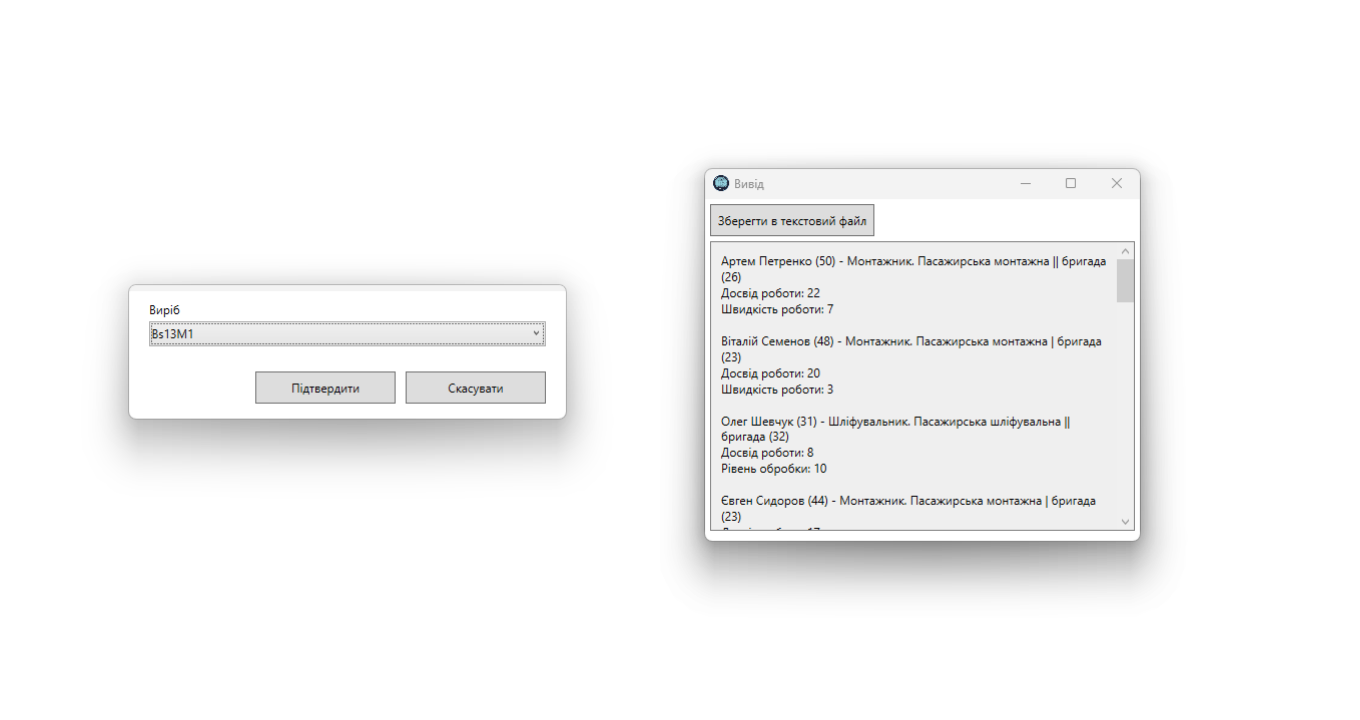 Виріб
Bs13M1
Підтвердити
Скасувати
Вивід
Зберегти в текстовий файл
Артем Петренко (50) - Монтажник. Пасажирська монтажна || бригада
(26)
Досвід роботи: 22
Швидкість роботи: 7
Віталій Семенов (48) - Монтажник. Пасажирська монтажна | бригада
(23)
Досвід роботи: 20
Швидкість роботи: 3
Олег Шевчук (31) - Шліфувальник. Пасажирська шліфувальна ||
бригада (32)
Досвід роботи: 8
Рівень обробки: 10
Євген Сидоров (44) - Монтажник. Пасажирська монтажна | бригада
(23)